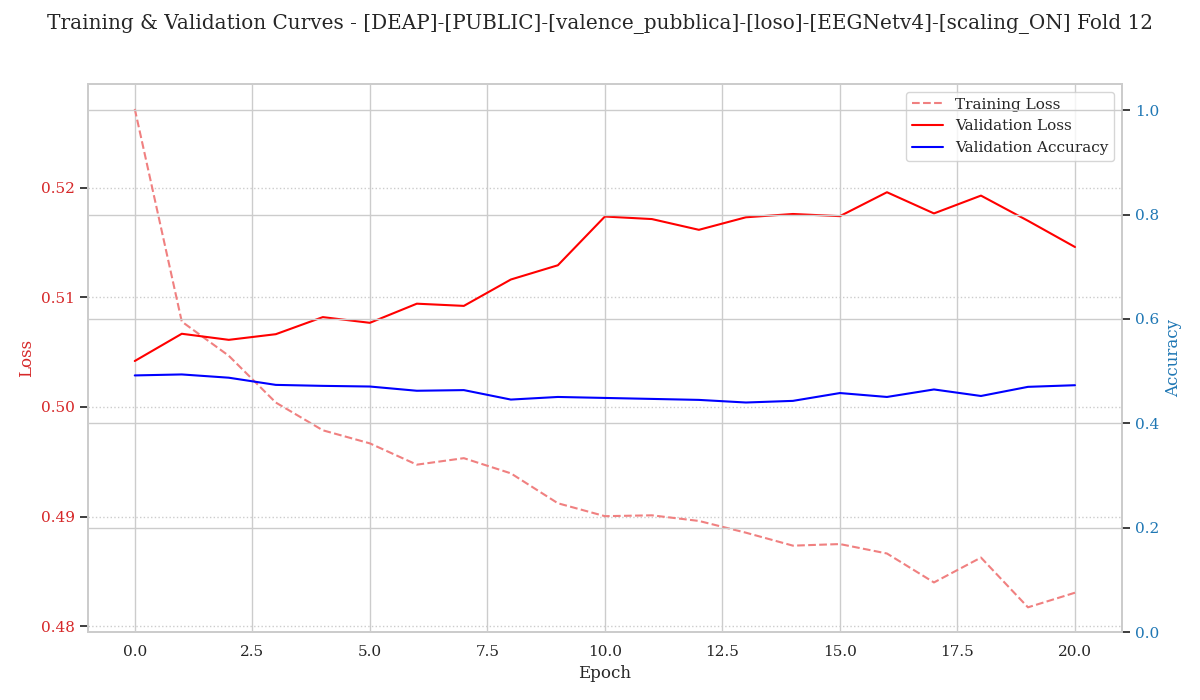 Training & Validation Curves - [DEAP]-[PUBLIC]-[valence_pubblica]-[loso]-[EEGNetv4]-[scaling_ON] Fold 12
Training Loss
Validation Loss
Validation Accuracy
0.52
0.51
0.50
0.49
0.48
Loss
1.0
0.8
0.6
0.4
0.2
0.0
Accuracy
0.0 2.5 5.0 7.5 10.0 12.5 15.0 17.5 20.0
Epoch